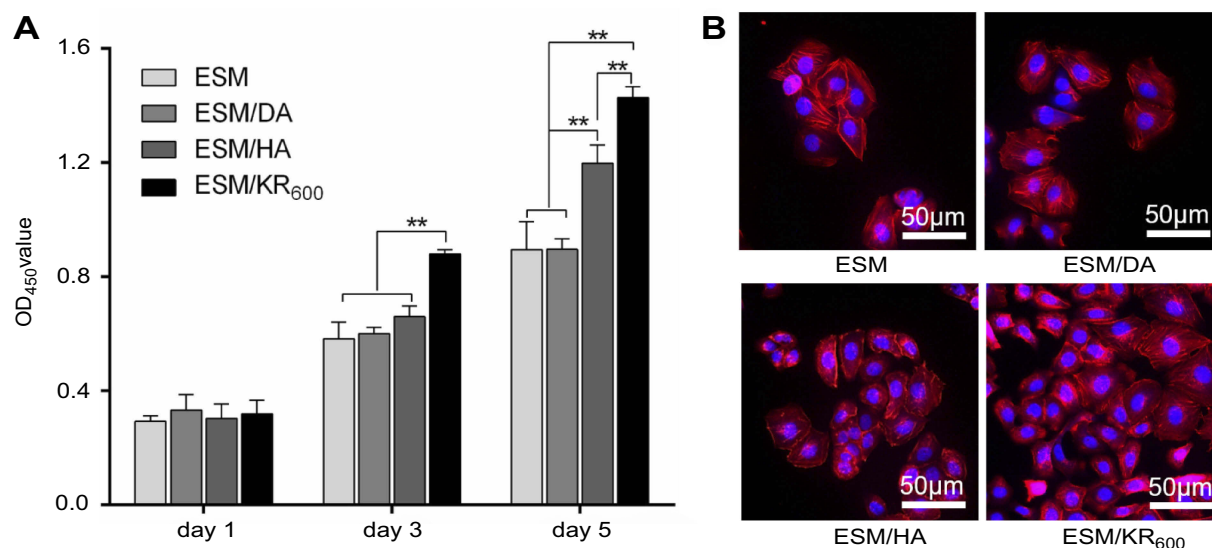 A
B
1.6
1.2
0.8
0.4
0.0
OD450value
ESM
ESM/DA
ESM/HA
ESM/KR600
**
**
**
**
day 1
day 3
day 5
50μm
50μm
ESM
ESM/DA
50μm
50μm
ESM/HA
ESM/KR600